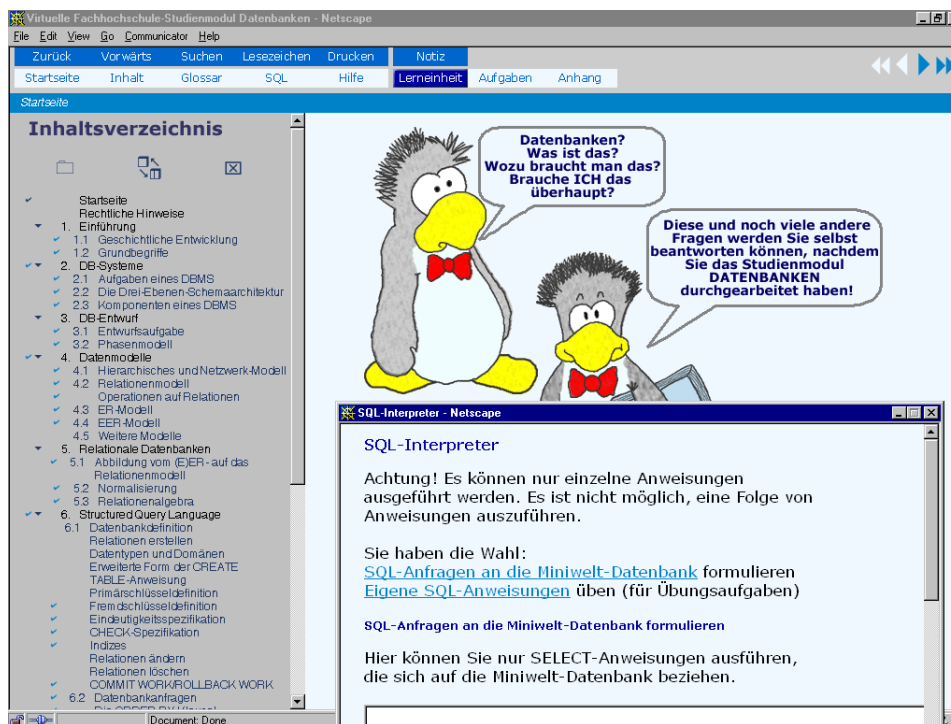 Virtuelle Fachhochschule-Studienmodul Datenbanken - Netscape
File Edit View Go Communicator Help
Zurück Vorwärts Suchen Lesezeichen Drucken Notiz
Startseite Inhalt Glossar SQL Hilfe Lerneinheit Aufgaben Anhang
Startseite
Inhaltsverzeichnis
Startseite
Rechtliche Hinweise
1. Einführung
1.1 Geschichtliche Entwicklung
1.2 Grundbegriffe
2. DB-Systeme
2.1 Aufgaben eines DBMS
2.2 Die Drei-Ebenen-Schemaarchitektur
2.3 Komponenten eines DBMS
3. DB-Entwurf
3.1 Entwurfsaufgabe
3.2 Phasenmodell
4. Datenmodelle
4.1 Hierarchisches und Netzwerk-Modell
4.2 Relationenmodell
Operationen auf Relationen
4.3 ER-Modell
4.4 EER-Modell
4.5 Weitere Modelle
5. Relationale Datenbanken
5.1 Abbildung vom (E)ER- auf das
Relationenmodell
5.2 Normalisierung
5.3 Relationenalgebra
6. Structured Query Language
6.1 Datenbankdefinition
Relationen erstellen
Datentypen und Domänen
Erweiterte Form der CREATE
TABLE-Anweisung
Primärschlüsseldefinition
Fremdschlüsseldefinition
Eindeutigkeitsspezifikation
CHECK-Spezifikation
Indizes
Relationen ändern
Relationen löschen
COMMIT WORK/ROLLBACK WORK
6.2 Datenbankanfragen
Document: Done
Datenbanken?
Was ist das?
Wozu braucht man das?
Brauche ICH das
überhaupt?
Diese und noch viele andere
Fragen werden Sie selbst
beantworten können, nachdem
Sie das Studienmodul
DATENBANKEN
durchgearbeitet haben!
SQL-Interpreter - Netscape
SQL-Interpreter
Achtung! Es können nur einzelne Anweisungen
ausgeführt werden. Es ist nicht möglich, eine Folge von
Anweisungen auszuführen.
Sie haben die Wahl:
SQL-Anfragen an die Miniwelt-Datenbank formulieren
Eigene SQL-Anweisungen üben (für Übungsaufgaben)
SQL-Anfragen an die Miniwelt-Datenbank formulieren
Hier können Sie nur SELECT-Anweisungen ausführen,
die sich auf die Miniwelt-Datenbank beziehen.